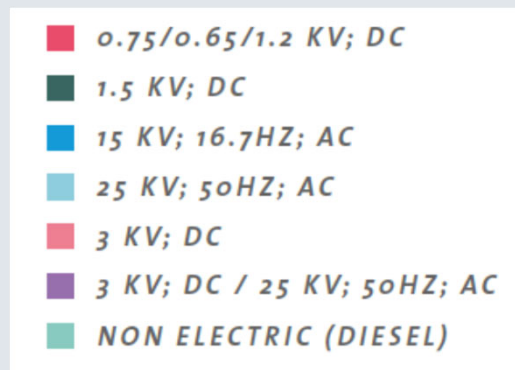 0.75/0.65/1.2 KV; DC
1.5 KV; DC
15 KV; 16.7HZ; AC
25 KV; 50HZ; AC
3 KV; DC
3 KV; DC / 25 KV; 50HZ; AC
NON ELECTRIC (DIESEL)